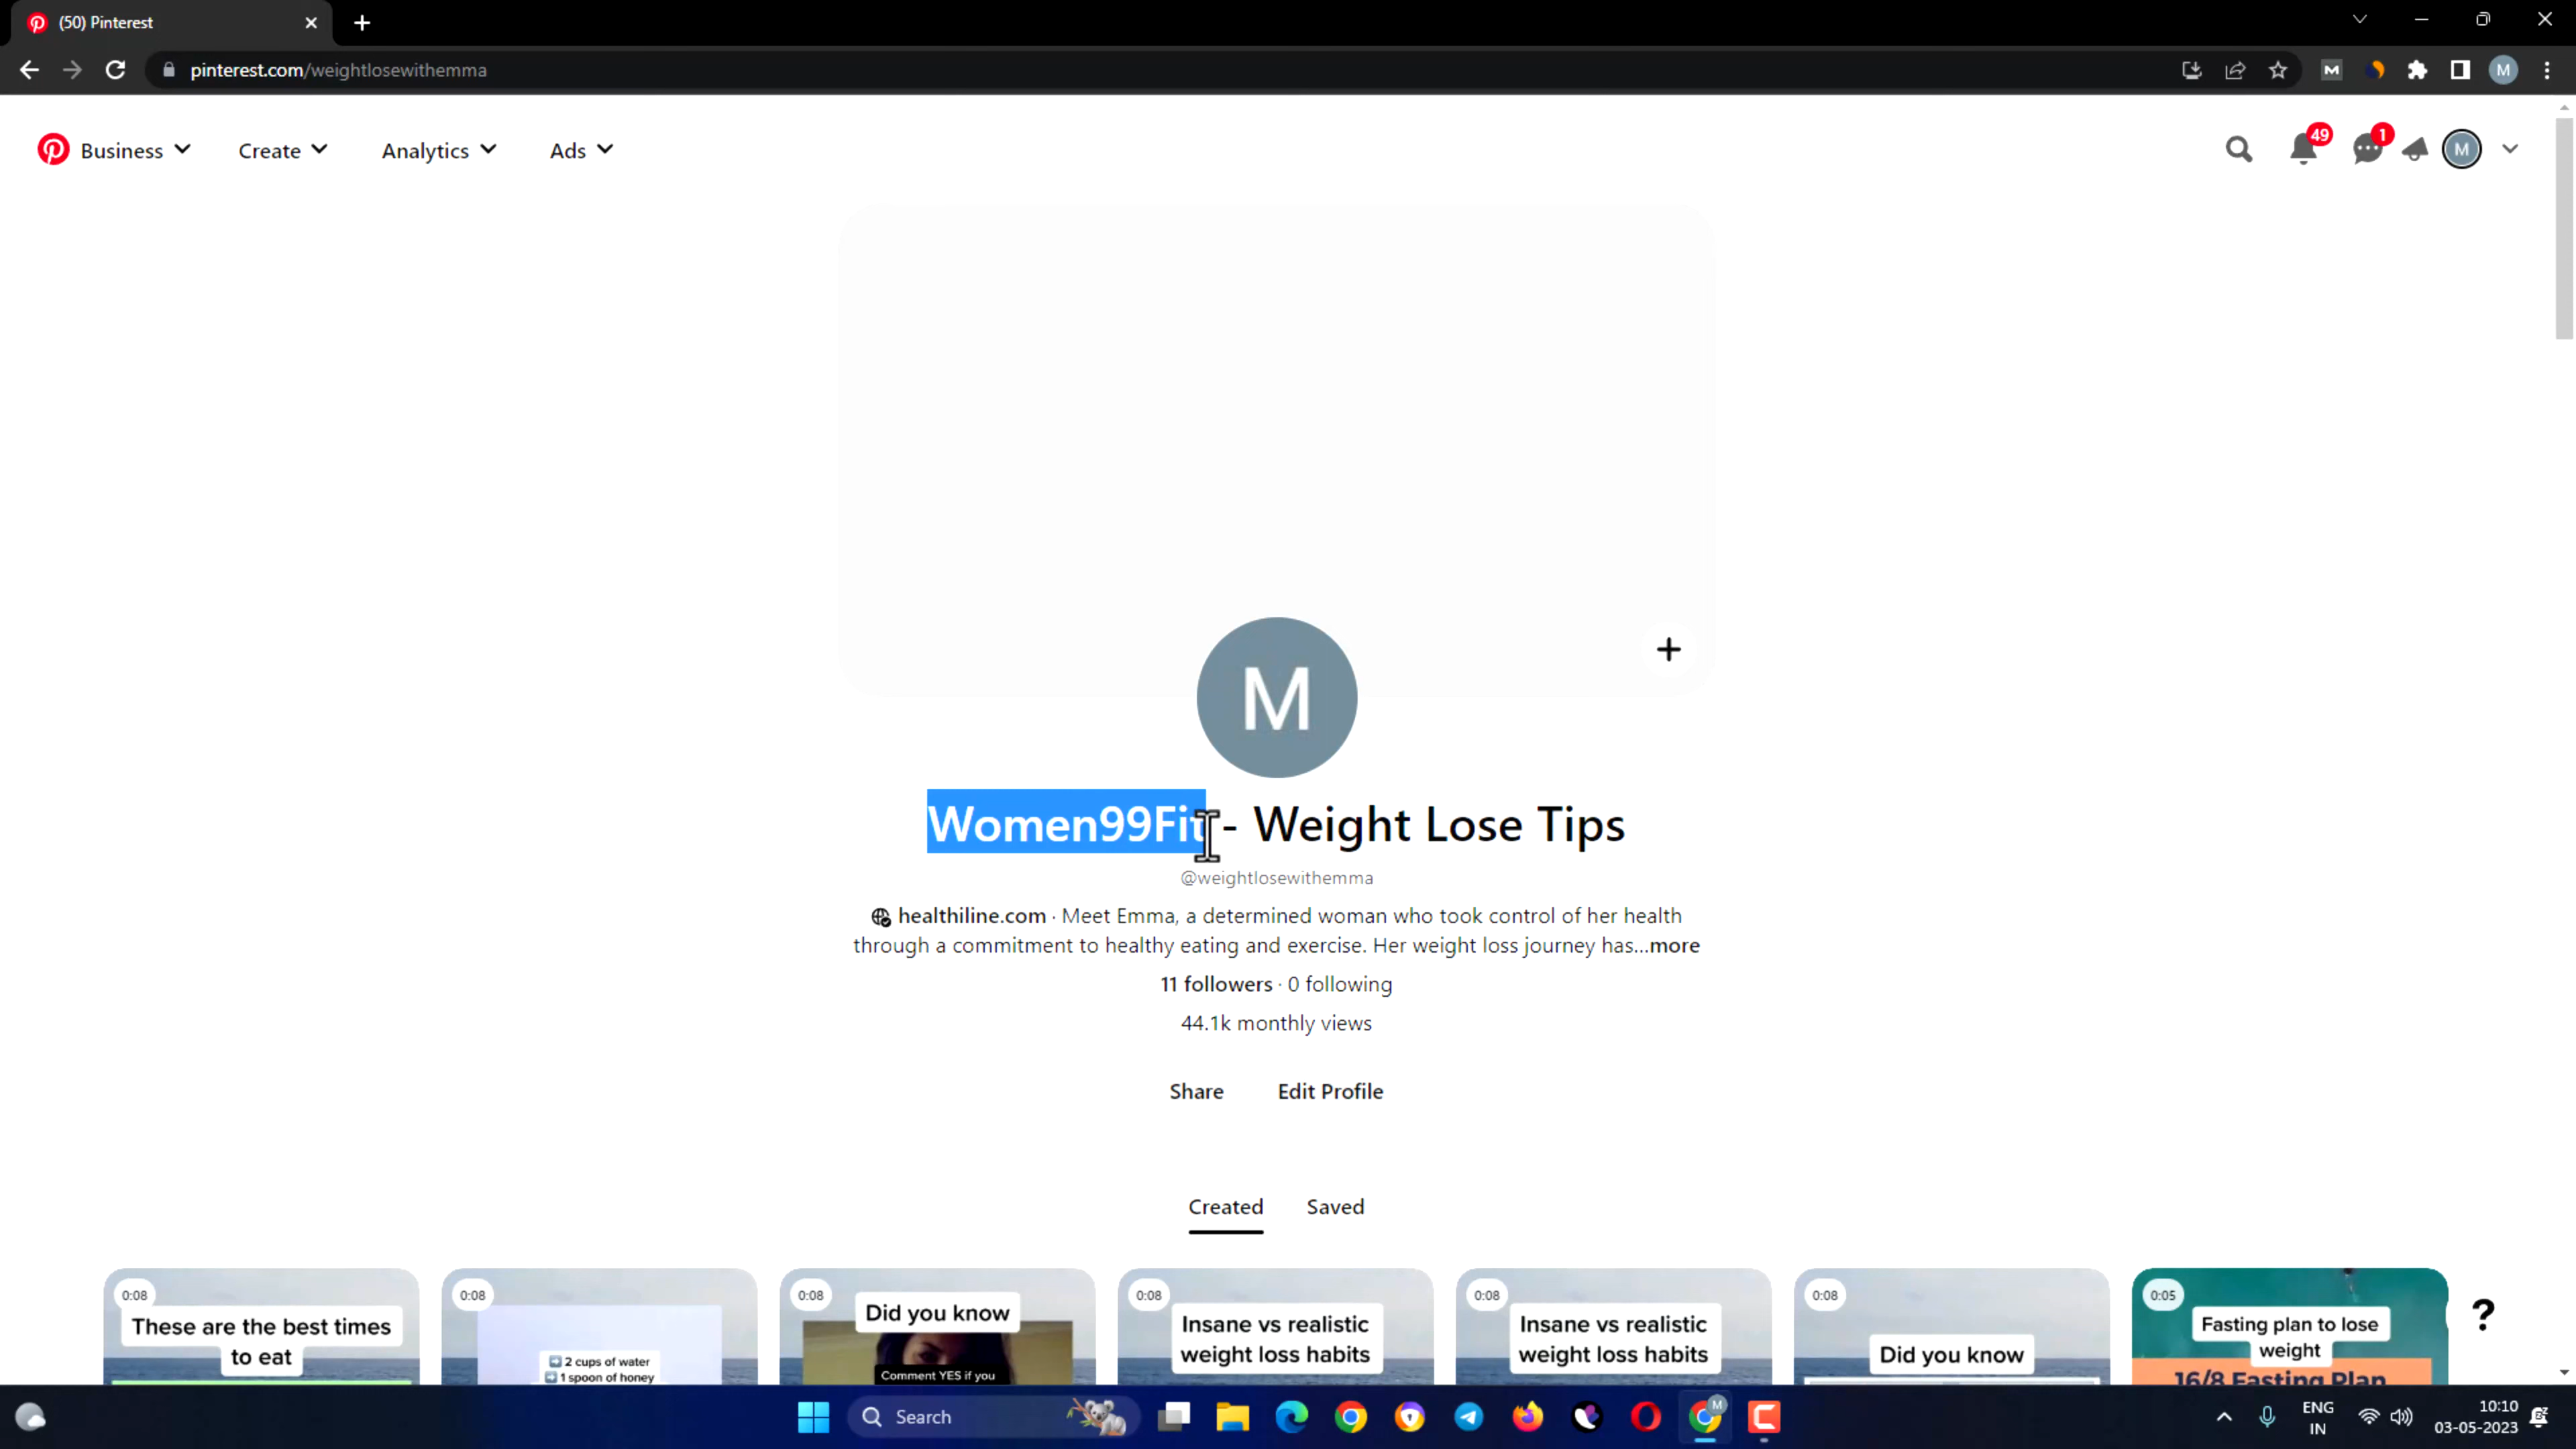 (50) Pinterest
pinterest.com/weightlosewithemma
M
M
Business
Create
Analytics
Ads
49
1
M
M
Women99Fit - Weight Lose Tips
@weightlosewithemma
healthiline.com · Meet Emma, a determined woman who took control of her health
through a commitment to healthy eating and exercise. Her weight loss journey has...more
11 followers · 0 following
44.1k monthly views
Share
Edit Profile
Created
Saved
0:08
These are the best times
to eat
0:08
2 cups of water
1 spoon of honey
0:08
Did you know
Comment YES if you
0:08
Insane vs realistic
weight loss habits
0:08
Insane vs realistic
weight loss habits
0:08
Did you know
0:05
Fasting plan to lose
weight
16/8 Fasting Plan
?
Search
M
ENG
IN
10:10
03-05-2023